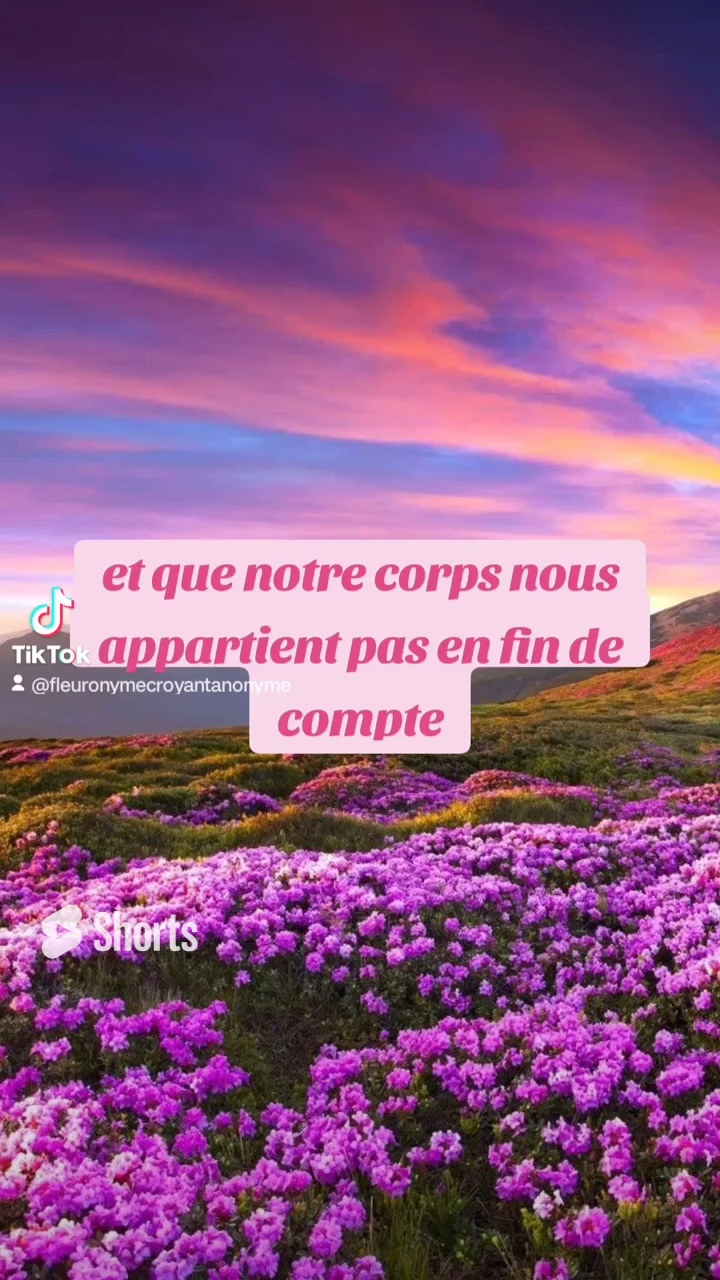 et que notre corps nous
appartient pas en fin de
compte
TikTok
@fleuronymecroyantanonyme
Shorts